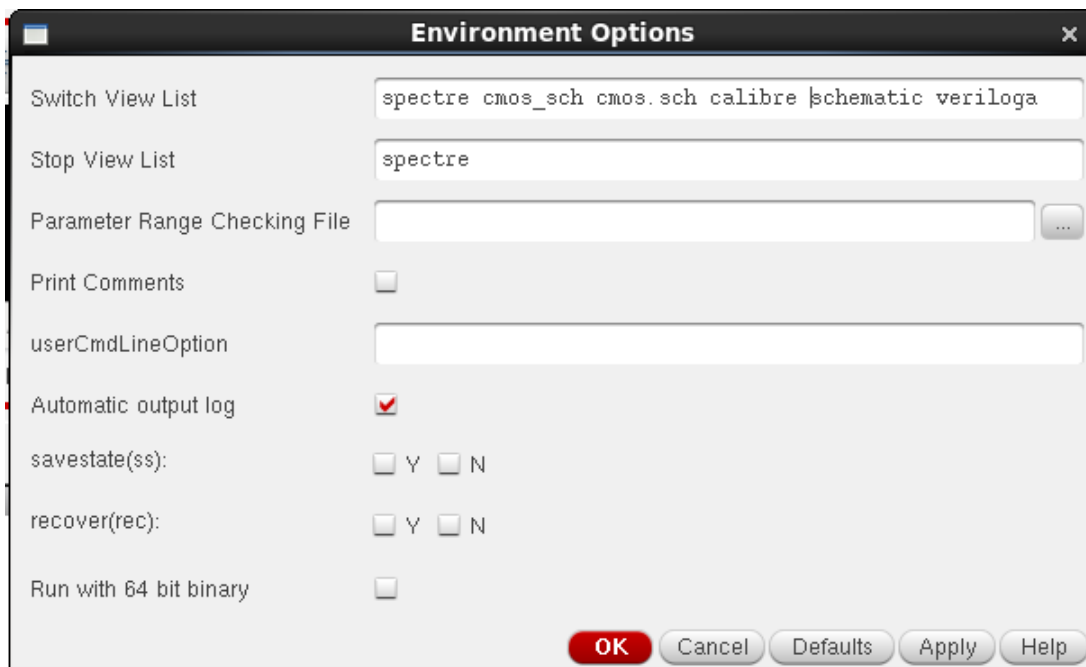 Environment Options
Switch View List spectre cmos_sch cmos.sch calibre schematic veriloga
Stop View List spectre
Parameter Range Checking File ...
Print Comments
userCmdLineOption
Automatic output log
savestate(ss): Y N
recover(rec): Y N
Run with 64 bit binary
OK Cancel Defaults Apply Help